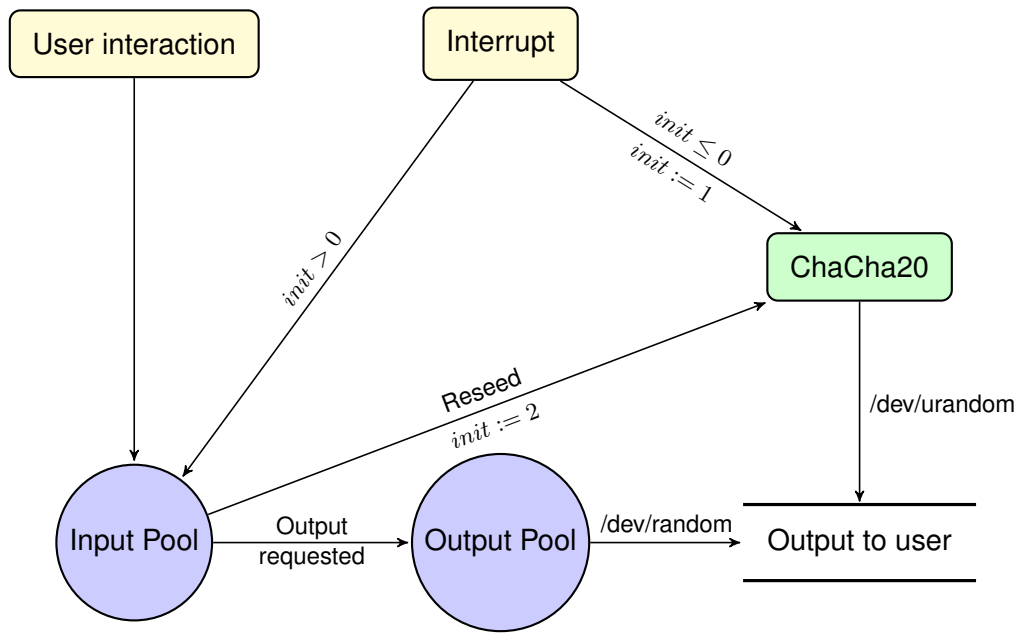 User interaction
Interrupt
init ≤ 0
init := 1
init > 0
ChaCha20
Reseed
init := 2
/dev/urandom
Input Pool
Output
requested
Output Pool
/dev/random
Output to user